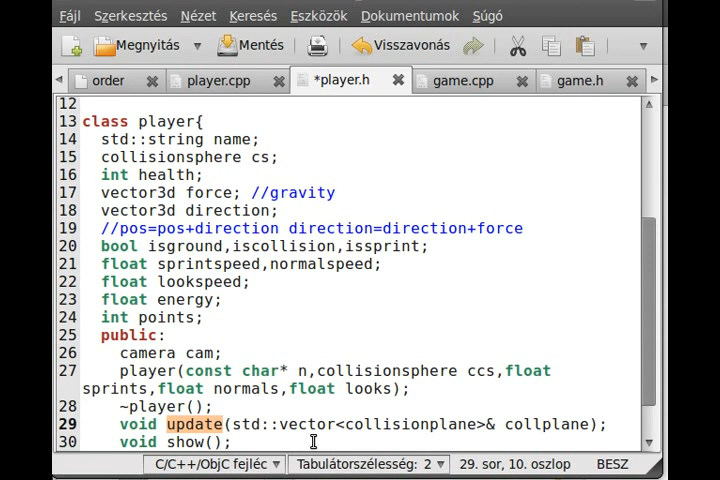 Fájl Szerkesztés Nézet Keresés Eszközök Dokumentumok Súgó
Megnyitás Mentés Visszavonás
order player.cpp *player.h game.cpp game.h
12
13 class player{
14 std::string name;
15 collisionsphere cs;
16 int health;
17 vector3d force; //gravity
18 vector3d direction;
19 //pos=pos+direction direction=direction+force
20 bool isground,iscollision,issprint;
21 float sprintspeed,normalspeed;
22 float lookspeed;
23 float energy;
24 int points;
25 public:
26 camera cam;
27 player(const char* n,collisionsphere ccs,float
sprints,float normals,float looks);
28 ~player();
29 void update(std::vector<collisionplane>& collplane);
30 void show();
C/C++/ObjC fejléc Tabulátorszélesség: 2 29. sor, 10. oszlop BESZ